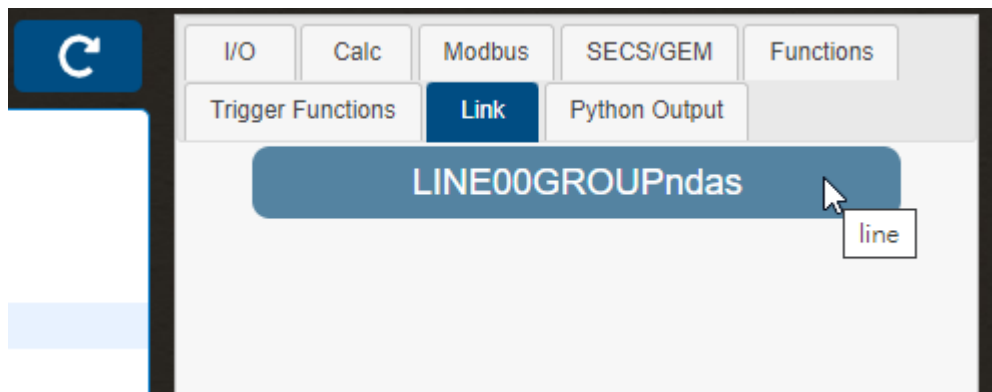 I/O Calc Modbus SECS/GEM Functions
Trigger Functions Link Python Output
LINE00GROUPndas
line